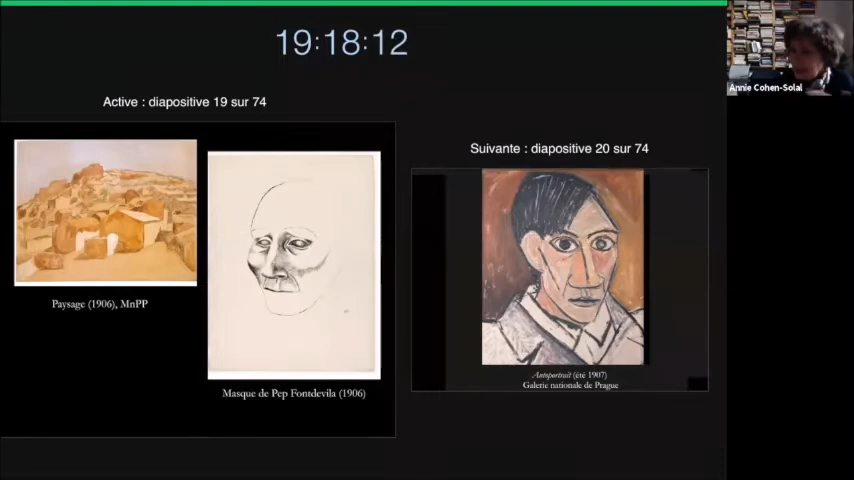 19:18:12
Annie Cohen-Solal
Active : diapositive 19 sur 74
Suivante : diapositive 20 sur 74
Paysage (1906), MnPP
Masque de Pep Fontdevila (1906)
Autoportrait (été 1907)
Galerie nationale de Prague